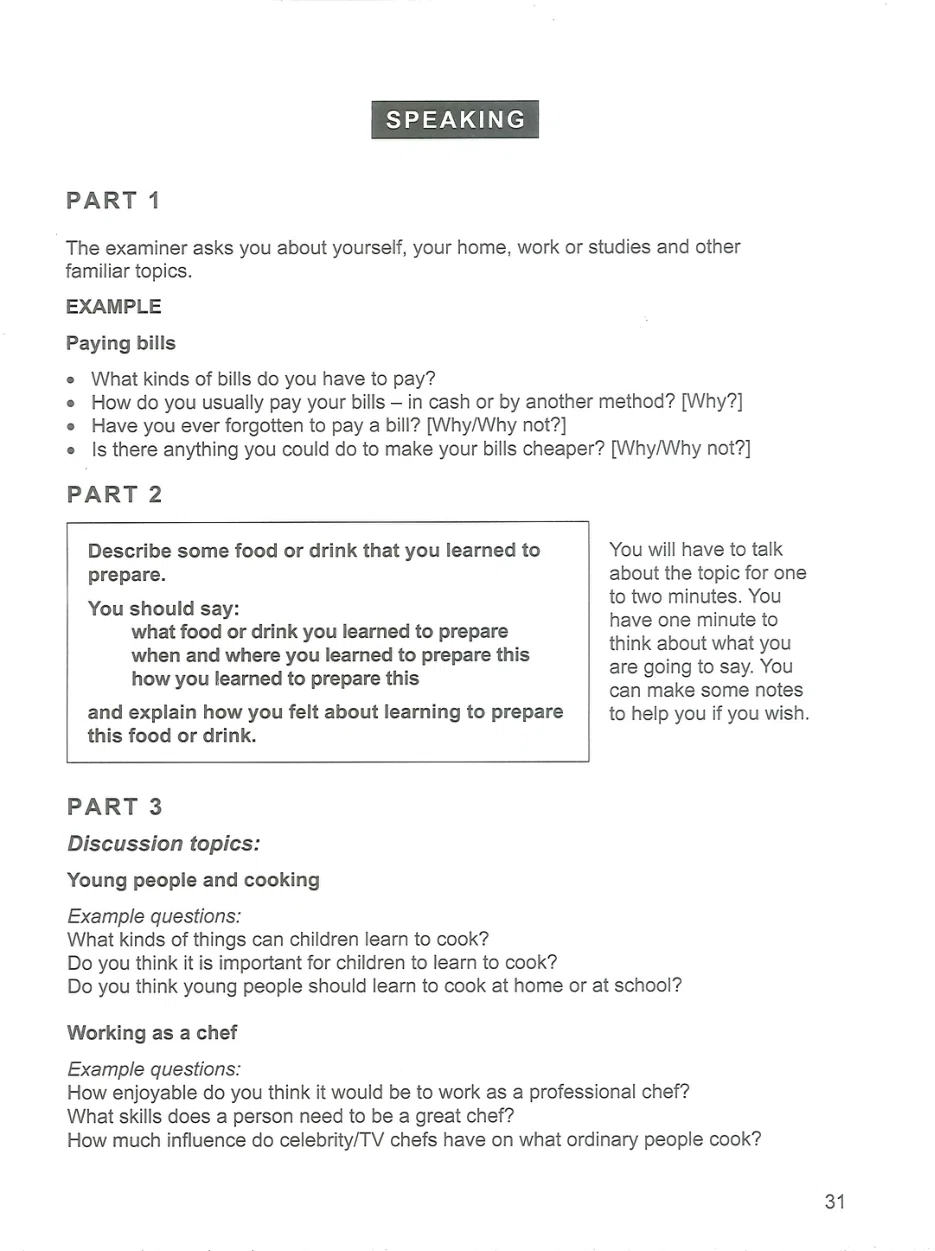 SPEAKING
PART 1
The examiner asks you about yourself, your home, work or studies and other
familiar topics.
EXAMPLE
Paying bills
• What kinds of bills do you have to pay?
• How do you usually pay your bills – in cash or by another method? [Why?]
• Have you ever forgotten to pay a bill? [Why/Why not?]
• Is there anything you could do to make your bills cheaper? [Why/Why not?]
PART 2
Describe some food or drink that you learned to
prepare.
You should say:
what food or drink you learned to prepare
when and where you learned to prepare this
how you learned to prepare this
and explain how you felt about learning to prepare
this food or drink.
You will have to talk
about the topic for one
to two minutes. You
have one minute to
think about what you
are going to say. You
can make some notes
to help you if you wish.
PART 3
Discussion topics:
Young people and cooking
Example questions:
What kinds of things can children learn to cook?
Do you think it is important for children to learn to cook?
Do you think young people should learn to cook at home or at school?
Working as a chef
Example questions:
How enjoyable do you think it would be to work as a professional chef?
What skills does a person need to be a great chef?
How much influence do celebrity/TV chefs have on what ordinary people cook?
31